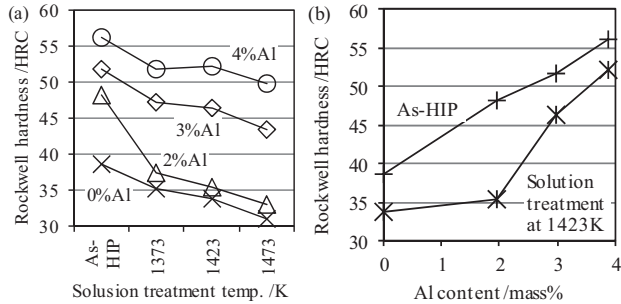 (a)
Rockwell hardness /HRC
60
55
50
45
40
35
30
4%Al
3%Al
2%Al
0%Al
As-
HIP
1373
1423
1473
Solusion treatment temp. /K
(b)
Rockwell hardness /HRC
60
55
50
45
40
35
30
As-HIP
Solution
treatment
at 1423K
0
1
2
3
4
Al content /mass%